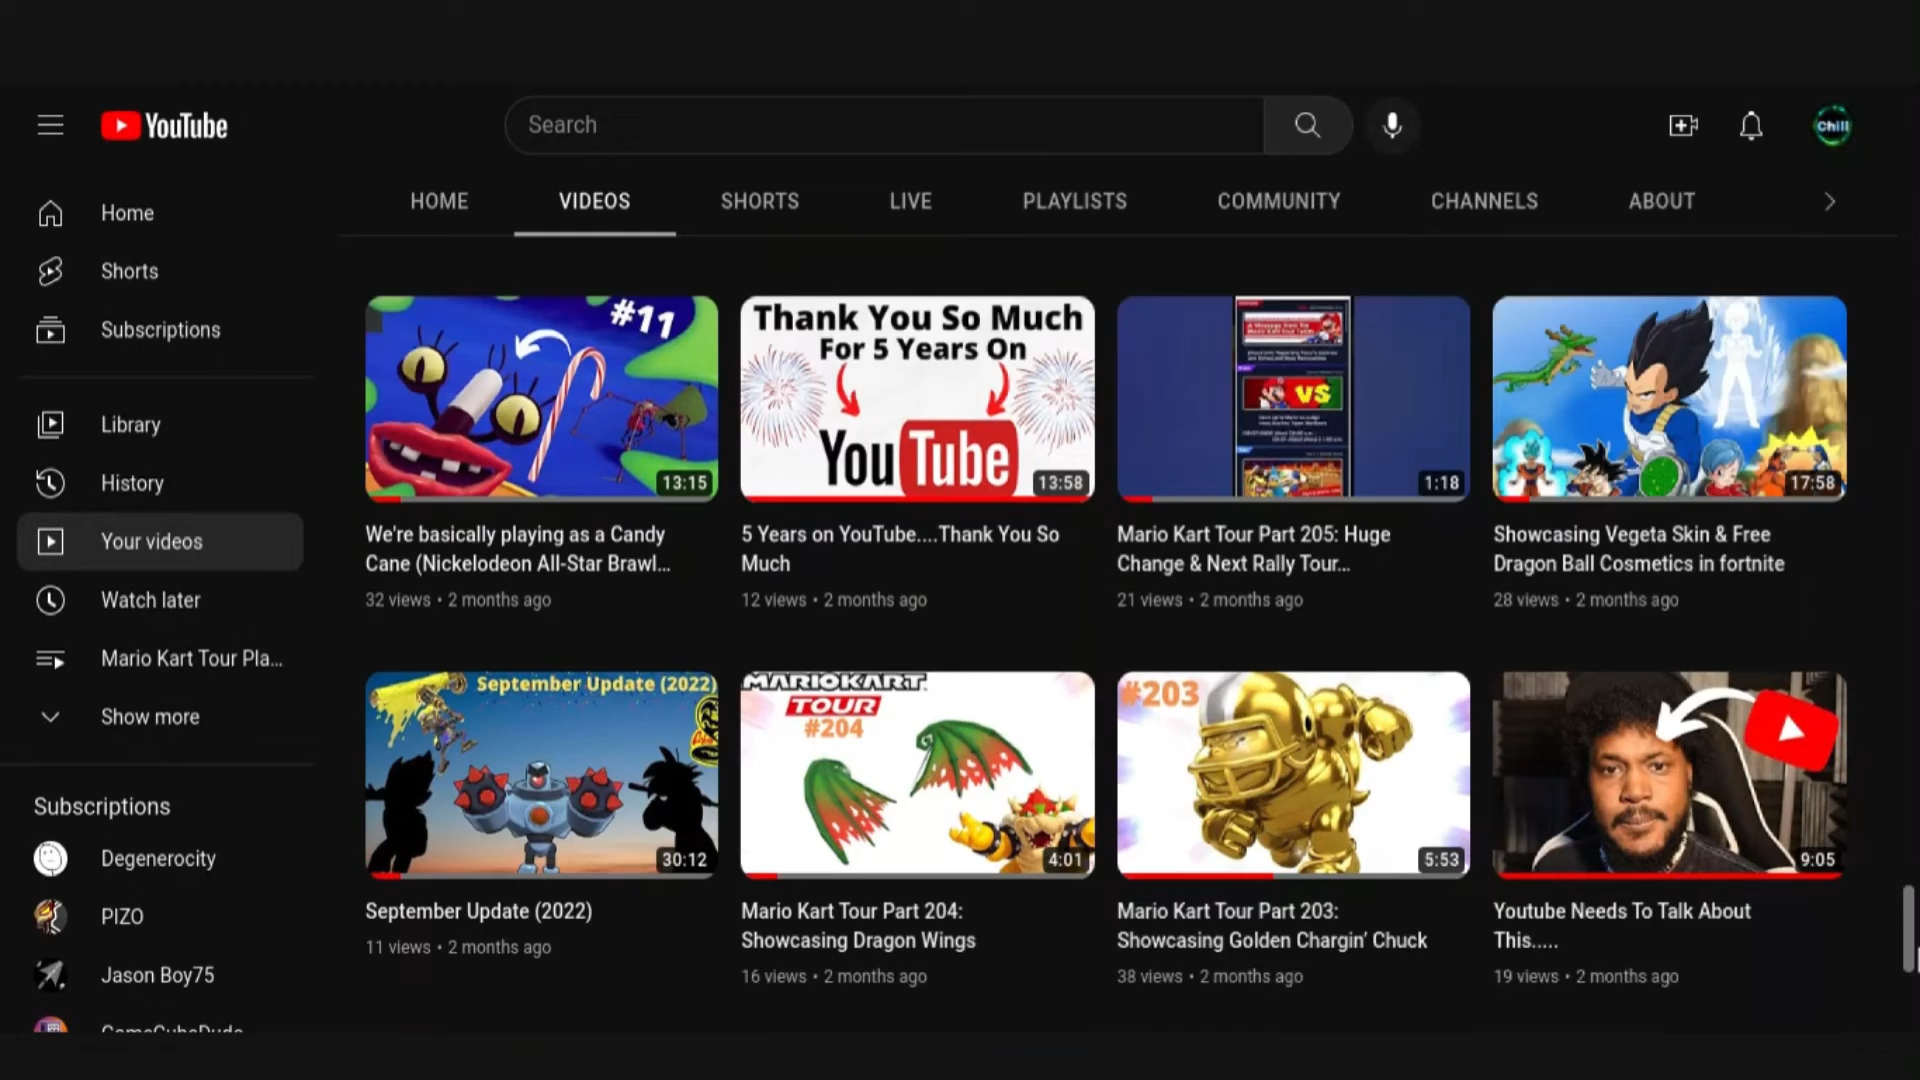 YouTube
Search
Chill
HOME
VIDEOS
SHORTS
LIVE
PLAYLISTS
COMMUNITY
CHANNELS
ABOUT
Home
Shorts
Subscriptions
Library
History
Your videos
Watch later
Mario Kart Tour Pla...
Show more
Subscriptions
Degenerocity
PIZO
Jason Boy75
GameCubeDude
#11
13:15
We're basically playing as a Candy
Cane (Nickelodeon All-Star Brawl...
32 views • 2 months ago
Thank You So Much
For 5 Years On
YouTube
13:58
5 Years on YouTube....Thank You So
Much
12 views • 2 months ago
VS
1:18
Mario Kart Tour Part 205: Huge
Change & Next Rally Tour...
21 views • 2 months ago
17:58
Showcasing Vegeta Skin & Free
Dragon Ball Cosmetics in fortnite
28 views • 2 months ago
September Update (2022)
30:12
September Update (2022)
11 views • 2 months ago
MARIOKART
TOUR
#204
4:01
Mario Kart Tour Part 204:
Showcasing Dragon Wings
16 views • 2 months ago
#203
5:53
Mario Kart Tour Part 203:
Showcasing Golden Chargin’ Chuck
38 views • 2 months ago
9:05
Youtube Needs To Talk About
This.....
19 views • 2 months ago